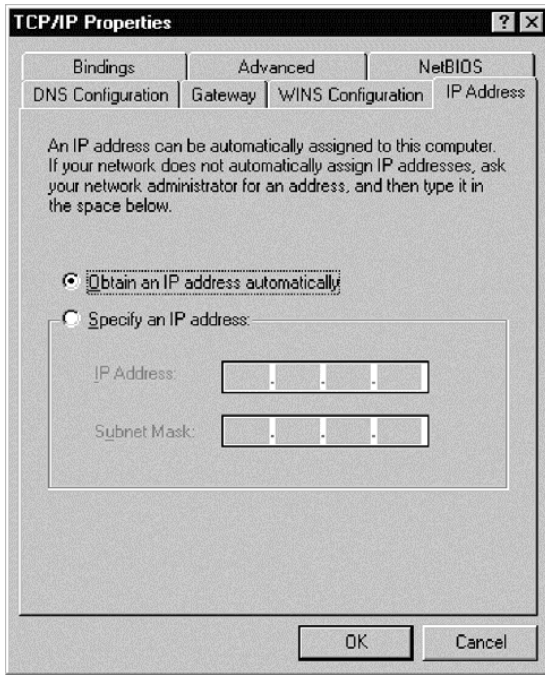 TCP/IP Properties
Bindings Advanced NetBIOS
DNS Configuration Gateway WINS Configuration IP Address
An IP address can be automatically assigned to this computer.
If your network does not automatically assign IP addresses, ask
your network administrator for an address, and then type it in
the space below.
Obtain an IP address automatically
Specify an IP address:
IP Address:
Subnet Mask:
OK Cancel